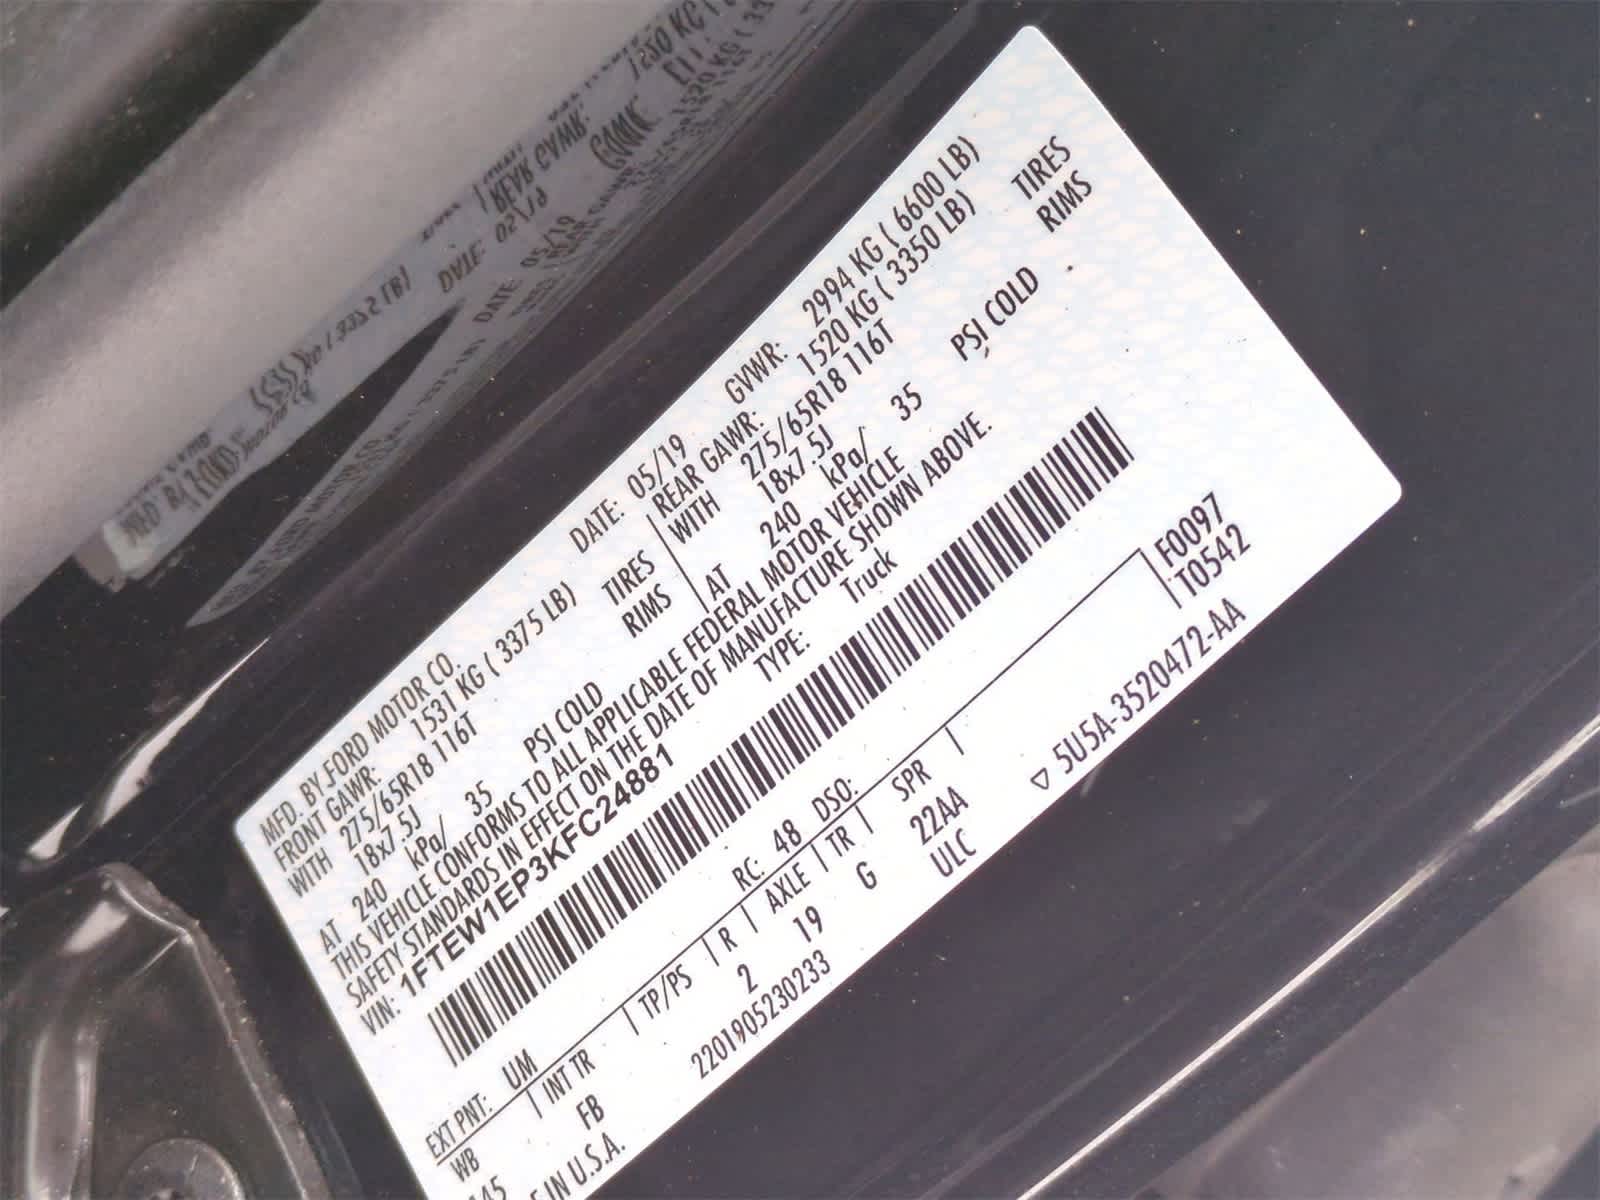 MFD. BY FORD MOTOR CO. DATE: 05/19 GVWR: 2994 KG ( 6600 LB)
FRONT GAWR: 1531 KG ( 3375 LB) REAR GAWR: 1520 KG ( 3350 LB)
WITH 275/65R18 116T TIRES WITH 275/65R18 116T TIRES
18x7.5J RIMS 18x7.5J RIMS
AT 240 kPa/ 35 PSI COLD AT 240 kPa/ 35 PSI COLD
THIS VEHICLE CONFORMS TO ALL APPLICABLE FEDERAL MOTOR VEHICLE
SAFETY STANDARDS IN EFFECT ON THE DATE OF MANUFACTURE SHOWN ABOVE.
VIN: 1FTEW1EP3KFC24881 TYPE: Truck
F0097
T0542
EXT PNT: UM RC: 48 DSO:
WB INT TR TP/PS R AXLE TR SPR
145 FB 2 19 G 22AA
IN U.S.A. 2201905230233 ULC
▽ 5U5A-3520472-AA